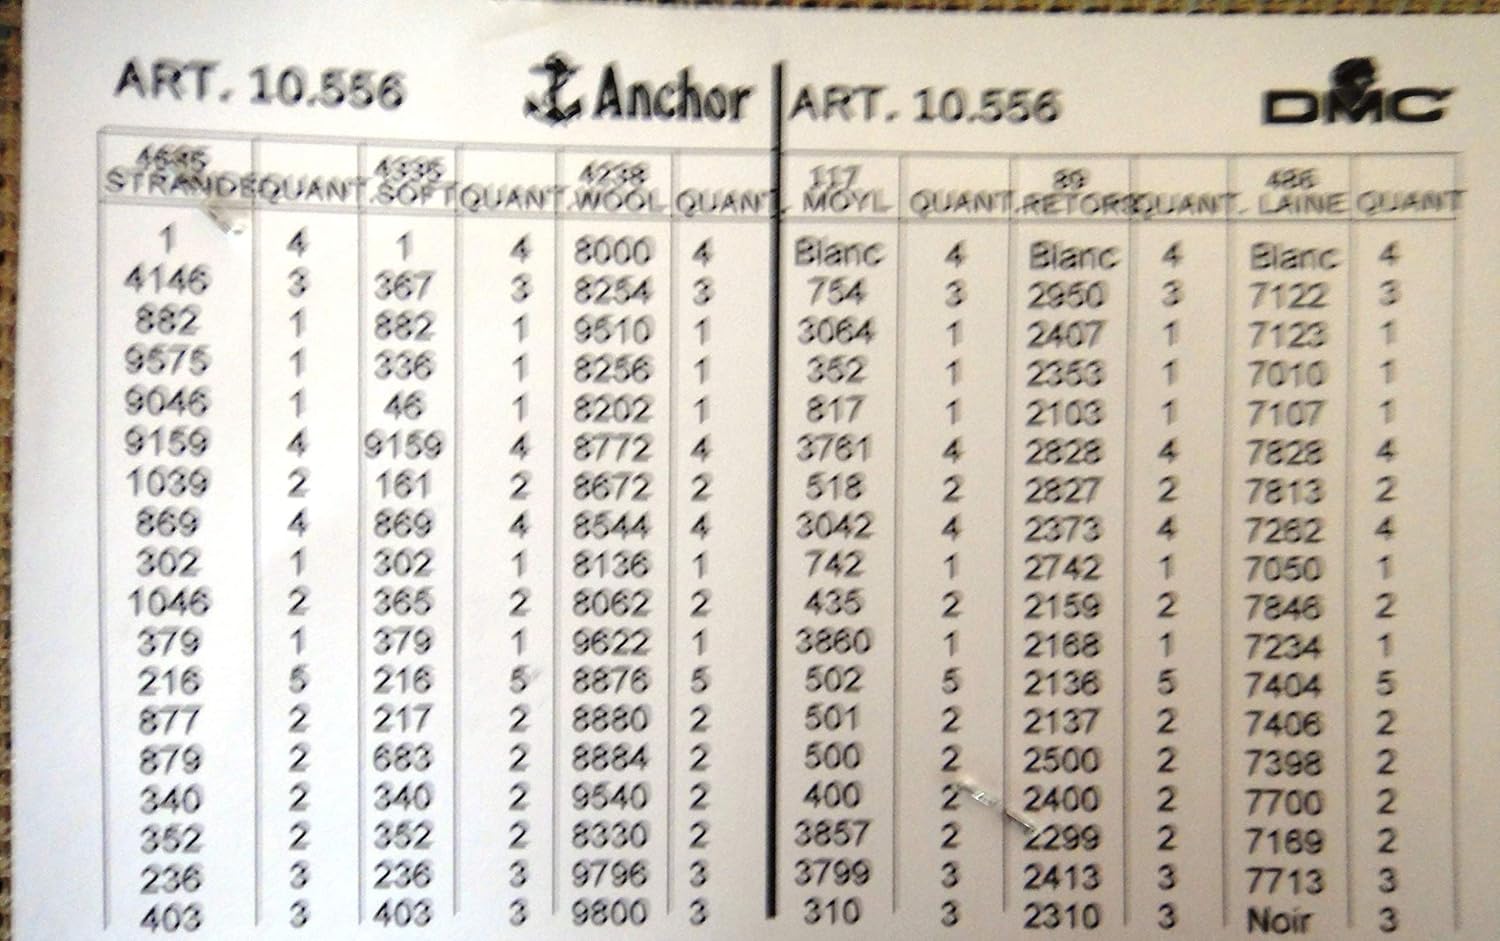 ART. 10.556 Anchor ART. 10.556 DMC
4635 4335 4238 117 89 486
STRANDED QUANT. SOFT QUANT. WOOL QUANT. MOYL QUANT. RETORS QUANT. LAINE QUANT
1 4 1 4 8000 4 Blanc 4 Blanc 4 Blanc 4
4146 3 367 3 8254 3 754 3 2950 3 7122 3
882 1 882 1 9510 1 3064 1 2407 1 7123 1
9575 1 336 1 8256 1 352 1 2353 1 7010 1
9046 1 46 1 8202 1 817 1 2103 1 7107 1
9159 4 9159 4 8772 4 3761 4 2828 4 7828 4
1039 2 161 2 8672 2 518 2 2827 2 7813 2
869 4 869 4 8544 4 3042 4 2373 4 7262 4
302 1 302 1 8136 1 742 1 2742 1 7050 1
1046 2 365 2 8062 2 435 2 2159 2 7846 2
379 1 379 1 9622 1 3860 1 2168 1 7234 1
216 5 216 5 8876 5 502 5 2136 5 7404 5
877 2 217 2 8880 2 501 2 2137 2 7406 2
879 2 683 2 8884 2 500 2 2500 2 7398 2
340 2 340 2 9540 2 400 2 2400 2 7700 2
352 2 352 2 8330 2 3857 2 2299 2 7169 2
236 3 236 3 9796 3 3799 3 2413 3 7713 3
403 3 403 3 9800 3 310 3 2310 3 Noir 3